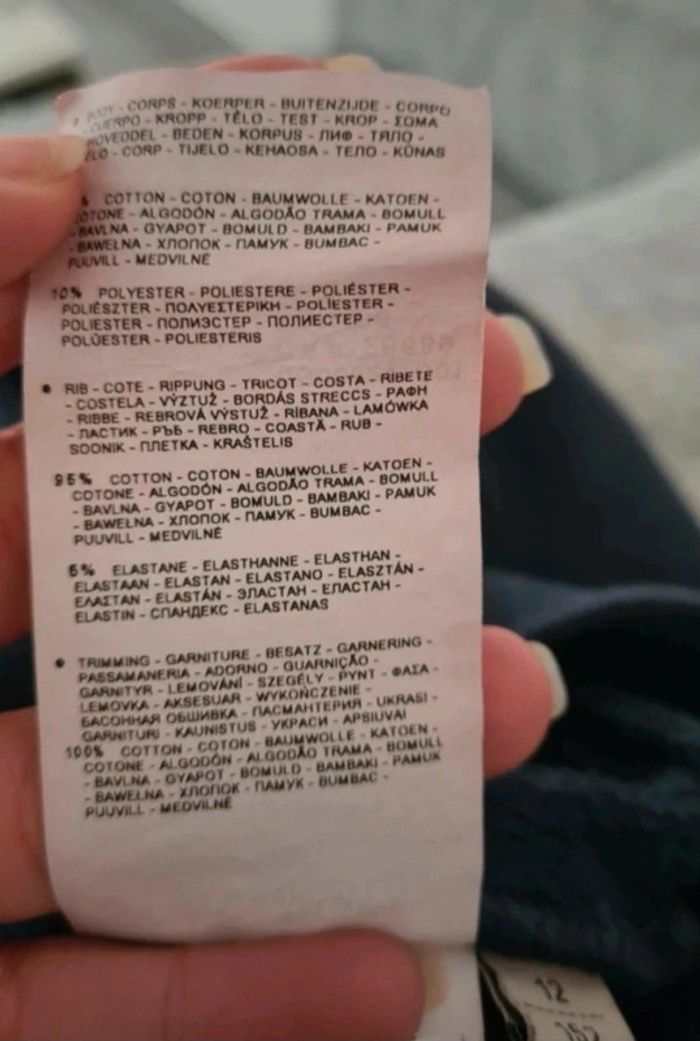 BODY - CORPS - KOERPER - BUITENZIJDE - CORPO
CUERPO - KROPP - TĚLO - TEST - KROP - ΣΩΜΑ
HOVEDDEL - BEDEN - KORPUS - ЛИФ - ТЯЛО -
- CORP - TIJELO - KEHAOSA - ТЕЛО - KŪNAS
COTTON - COTON - BAUMWOLLE - KATOEN -
COTONE - ALGODÓN - ALGODÃO TRAMA - BOMULL
- BAVLNA - GYAPOT - BOMULD - BAMBAKI - PAMUK
- BAWEŁNA - ХЛОПОК - ПАМУК - BUMBAC -
PUUVILL - MEDVILNĖ
10% POLYESTER - POLIESTERE - POLIÉSTER -
POLIÉSZTER - ΠΟΛΥΕΣΤΕΡΙΚΗ - POLÍESTER -
POLIESTER - ПОЛИЭСТЕР - ПОЛИЕСТЕР -
POLÜESTER - POLIESTERIS
• RIB - COTE - RIPPUNG - TRICOT - COSTA - RIBETE
- COSTELA - VÝZTUŽ - BORDÁS STRECCS - ΡΑΦΗ
- RIBBE - REBROVÁ VÝSTUŽ - RİBANA - LAMÓWKA
- ЛАСТИК - РЪБ - REBRO - COASTĂ - RUB -
SOONIK - ПЛЕТКА - KRAŠTELIS
95% COTTON - COTON - BAUMWOLLE - KATOEN -
COTONE - ALGODÓN - ALGODÃO TRAMA - BOMULL
- BAVLNA - GYAPOT - BOMULD - BAMBAKI - PAMUK
- BAWEŁNA - ХЛОПОК - ПАМУК - BUMBAC -
PUUVILL - MEDVILNĖ
5% ELASTANE - ELASTHANNE - ELASTHAN -
ELASTAAN - ELASTAN - ELASTANO - ELASZTÁN -
ΕΛΑΣΤΑΝ - ELASTÁN - ЭЛАСТАН - ЕЛАСТАН -
ELASTIN - СПАНДЕКС - ELASTANAS
• TRIMMING - GARNITURE - BESATZ - GARNERING -
PASSAMANERIA - ADORNO - GUARNIÇÃO -
GARNITYR - LEMOVÁNÍ - SZEGÉLY - PYNT - ΦΑΣΑ -
LEMOVKA - AKSESUAR - WYKOŃCZENIE -
БАСОННАЯ ОБШИВКА - ПАСМАНТЕРИЯ - UKRASI -
GARNITURI - KAUNISTUS - УКРАСИ - APSIUVAI
100% COTTON - COTON - BAUMWOLLE - KATOEN -
COTONE - ALGODÓN - ALGODÃO TRAMA - BOMULL
- BAVLNA - GYAPOT - BOMULD - BAMBAKI - PAMUK
- BAWEŁNA - ХЛОПОК - ПАМУК - BUMBAC -
PUUVILL - MEDVILNĖ
12